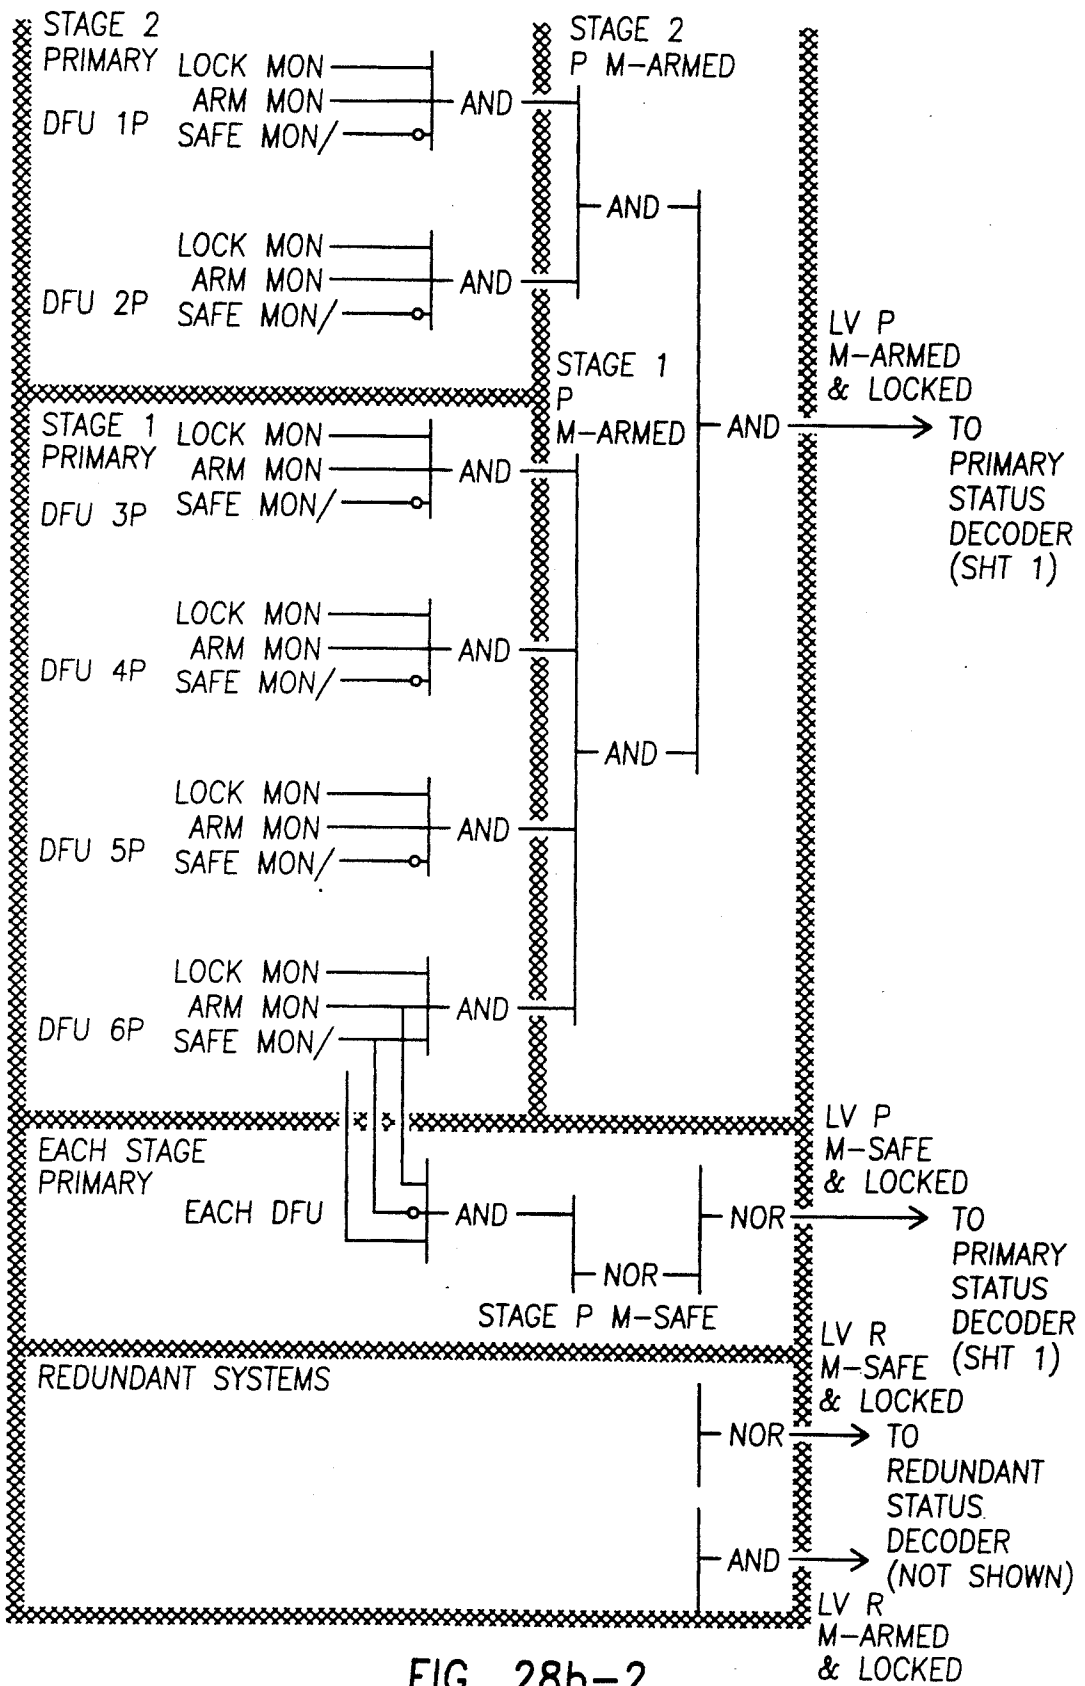 STAGE 2
PRIMARY
LOCK MON
ARM MON
SAFE MON/
DFU 1P
AND
STAGE 2
P M-ARMED
AND
LOCK MON
ARM MON
SAFE MON/
DFU 2P
AND
LV P
M-ARMED
& LOCKED
STAGE 1
P
M-ARMED
AND
TO
PRIMARY
STATUS
DECODER
(SHT 1)
STAGE 1
PRIMARY
LOCK MON
ARM MON
SAFE MON/
DFU 3P
AND
LOCK MON
ARM MON
SAFE MON/
DFU 4P
AND
AND
LOCK MON
ARM MON
SAFE MON/
DFU 5P
AND
LOCK MON
ARM MON
SAFE MON/
DFU 6P
AND
EACH STAGE
PRIMARY
EACH DFU
AND
NOR
STAGE P M-SAFE
NOR
LV P
M-SAFE
& LOCKED
TO
PRIMARY
STATUS
DECODER
(SHT 1)
REDUNDANT SYSTEMS
LV R
M-SAFE
& LOCKED
NOR
TO
REDUNDANT
STATUS
DECODER
(NOT SHOWN)
AND
LV R
M-ARMED
& LOCKED
FIG. 28b-2